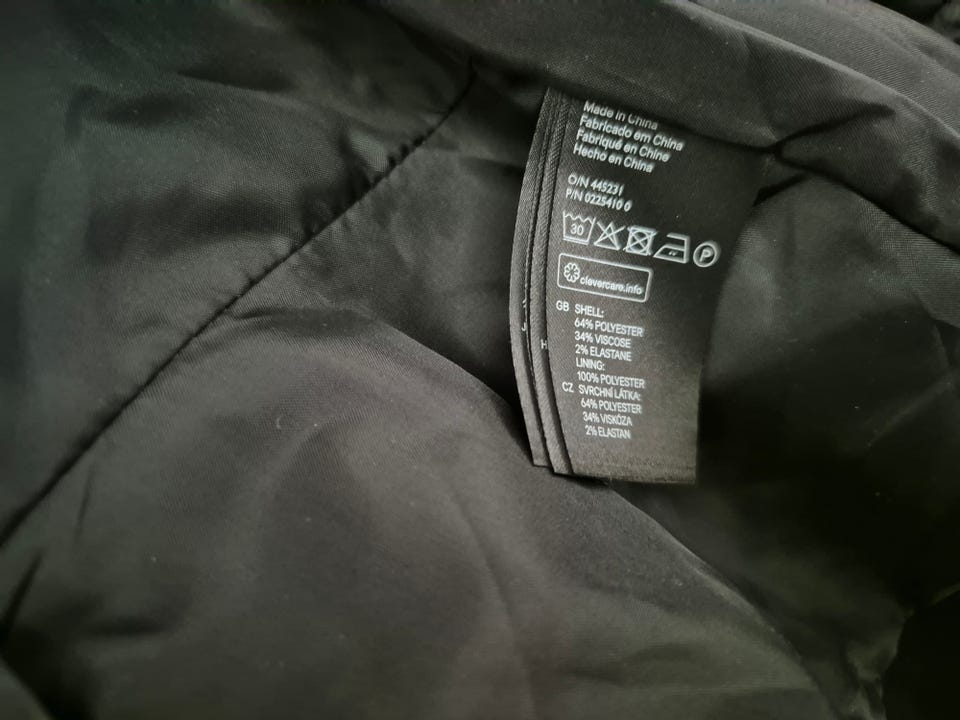 Made in China
Fabricado em China
Fabriqué en Chine
Hecho en China
O/N 445231
P/N 0225410 0
30 P
clevercare.info
GB SHELL:
64% POLYESTER
34% VISCOSE
2% ELASTANE
LINING:
100% POLYESTER
CZ SVRCHNÍ LÁTKA:
64% POLYESTER
34% VISKÓZA
2% ELASTAN
H